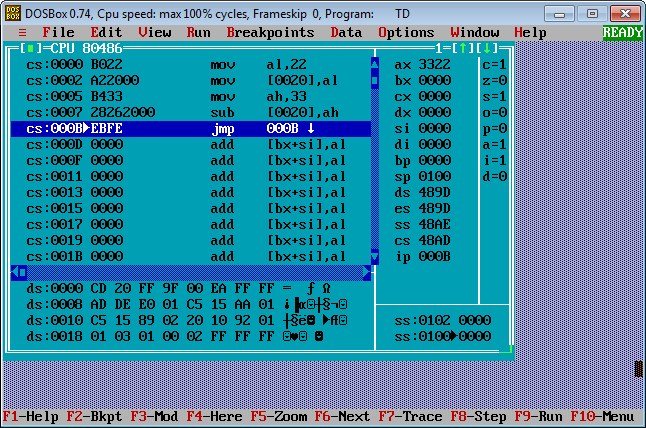 DOSBox 0.74, Cpu speed: max 100% cycles, Frameskip 0, Program: TD
≡ File Edit View Run Breakpoints Data Options Window Help READY
[■]=CPU 80486 1=[↑][↓]
cs:0000 B022 mov al,22 ax 3322 c=1
cs:0002 A22000 mov [0020],al bx 0000 z=0
cs:0005 B433 mov ah,33 cx 0000 s=1
cs:0007 28262000 sub [0020],ah dx 0000 o=0
cs:000B►EBFE jmp 000B ↓ si 0000 p=0
cs:000D 0000 add [bx+si],al di 0000 a=1
cs:000F 0000 add [bx+si],al bp 0000 i=1
cs:0011 0000 add [bx+si],al sp 0100 d=0
cs:0013 0000 add [bx+si],al ds 489D
cs:0015 0000 add [bx+si],al es 489D
cs:0017 0000 add [bx+si],al ss 48AE
cs:0019 0000 add [bx+si],al cs 48AD
cs:001B 0000 add [bx+si],al ip 000B
ds:0000 CD 20 FF 9F 00 EA FF FF = ƒ Ω
ds:0008 AD DE E0 01 C5 15 AA 01 ¡▐α☺┼§¬☺
ds:0010 C5 15 89 02 20 10 92 01 ┼§ë☻ ►Æ☺ ss:0102 0000
ds:0018 01 03 01 00 02 FF FF FF ☺♥☺ ☻ ss:0100►0000
F1-Help F2-Bkpt F3-Mod F4-Here F5-Zoom F6-Next F7-Trace F8-Step F9-Run F10-Menu